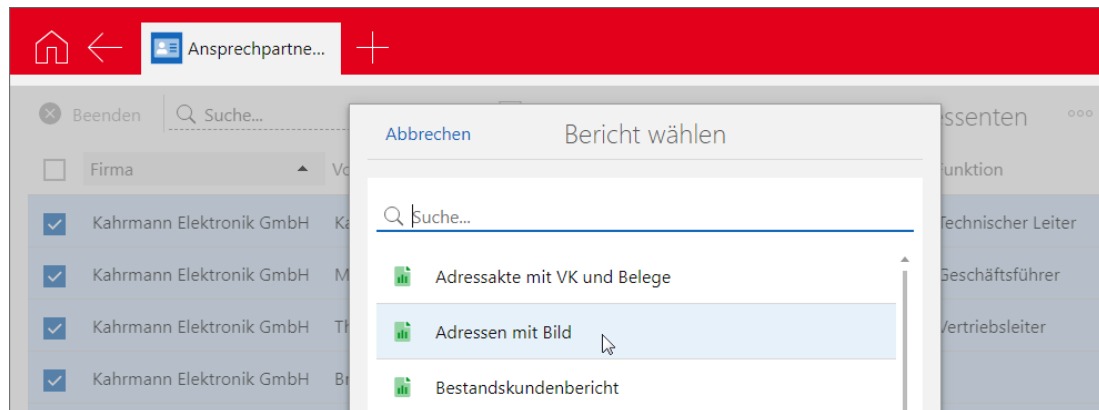 Ansprechpartne...
Beenden
Suche...
Abbrechen
Bericht wählen
essenten
Firma
Vo
Funktion
Suche...
Kahrmann Elektronik GmbH
Ka
Technischer Leiter
Adressakte mit VK und Belege
Kahrmann Elektronik GmbH
M
Geschäftsführer
Kahrmann Elektronik GmbH
Th
Vertriebsleiter
Adressen mit Bild
Kahrmann Elektronik GmbH
Br
Bestandskundenbericht